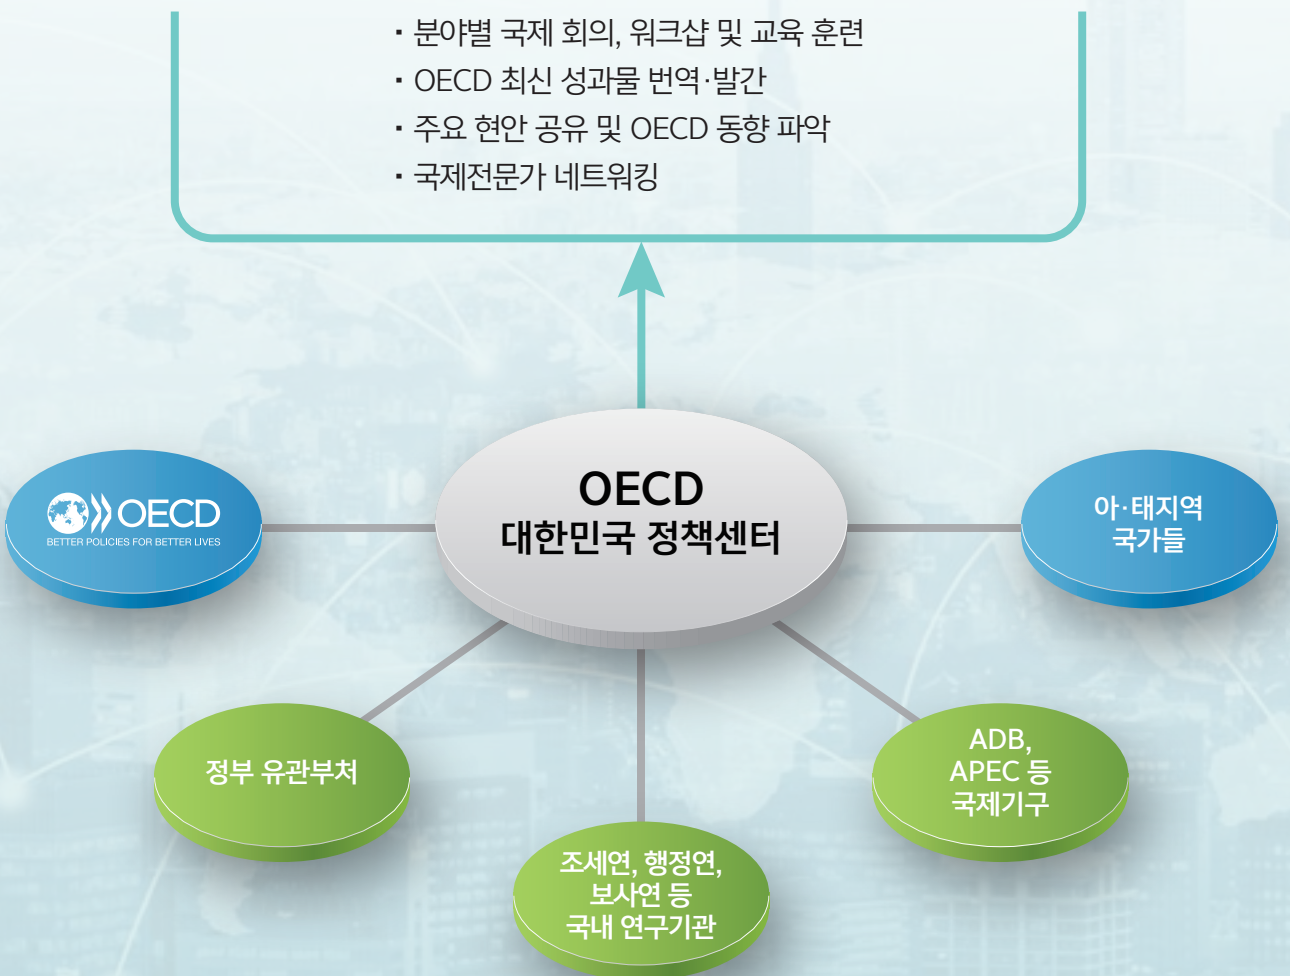 · 분야별 국제 회의, 워크샵 및 교육 훈련
· OECD 최신 성과물 번역·발간
· 주요 현안 공유 및 OECD 동향 파악
· 국제전문가 네트워킹
OECD
대한민국 정책센터
OECD
BETTER POLICIES FOR BETTER LIVES
아·태지역
국가들
정부 유관부처
ADB,
APEC 등
국제기구
조세연, 행정연,
보사연 등
국내 연구기관